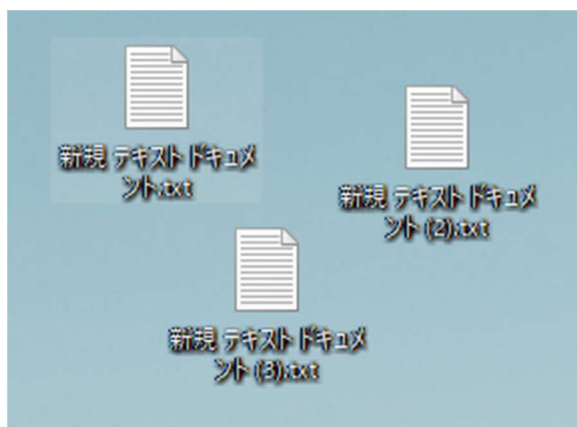 新規 テキスト ドキュメ
ント.txt
新規 テキスト ドキュメ
ント (2).txt
新規 テキスト ドキュメ
ント (3).txt